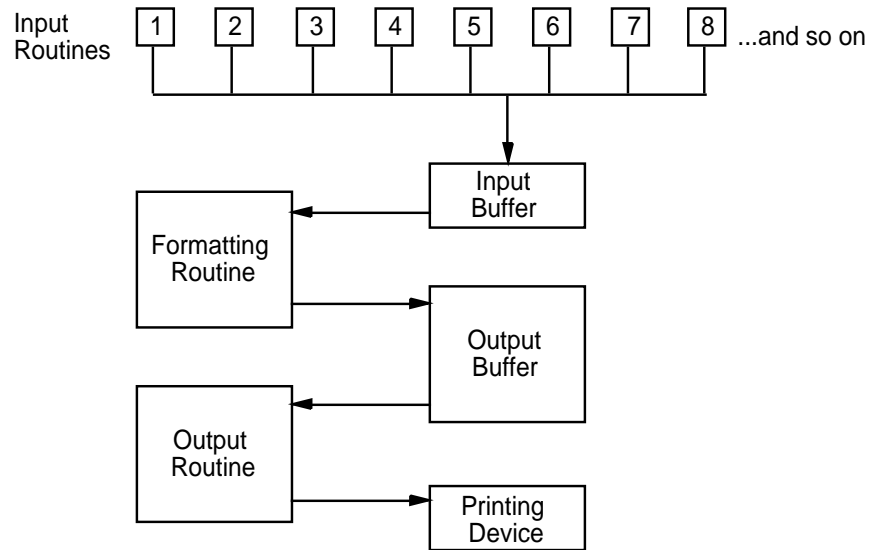 Input
Routines
1 2 3 4 5 6 7 8 ...and so on
Input
Buffer
Formatting
Routine
Output
Buffer
Output
Routine
Printing
Device